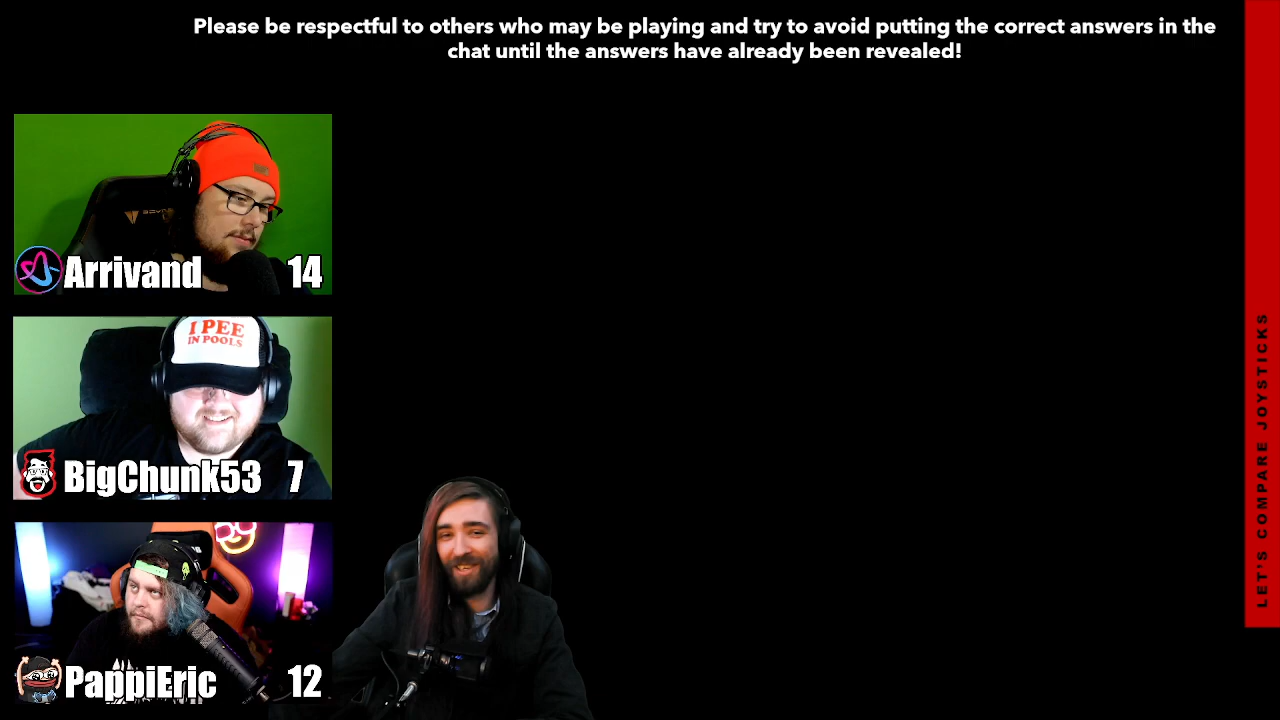 Please be respectful to others who may be playing and try to avoid putting the correct answers in the
chat until the answers have already been revealed!
Arrivand 14
I PEE
IN POOLS
BigChunk53 7
PappiEric 12
LET'S COMPARE JOYSTICKS